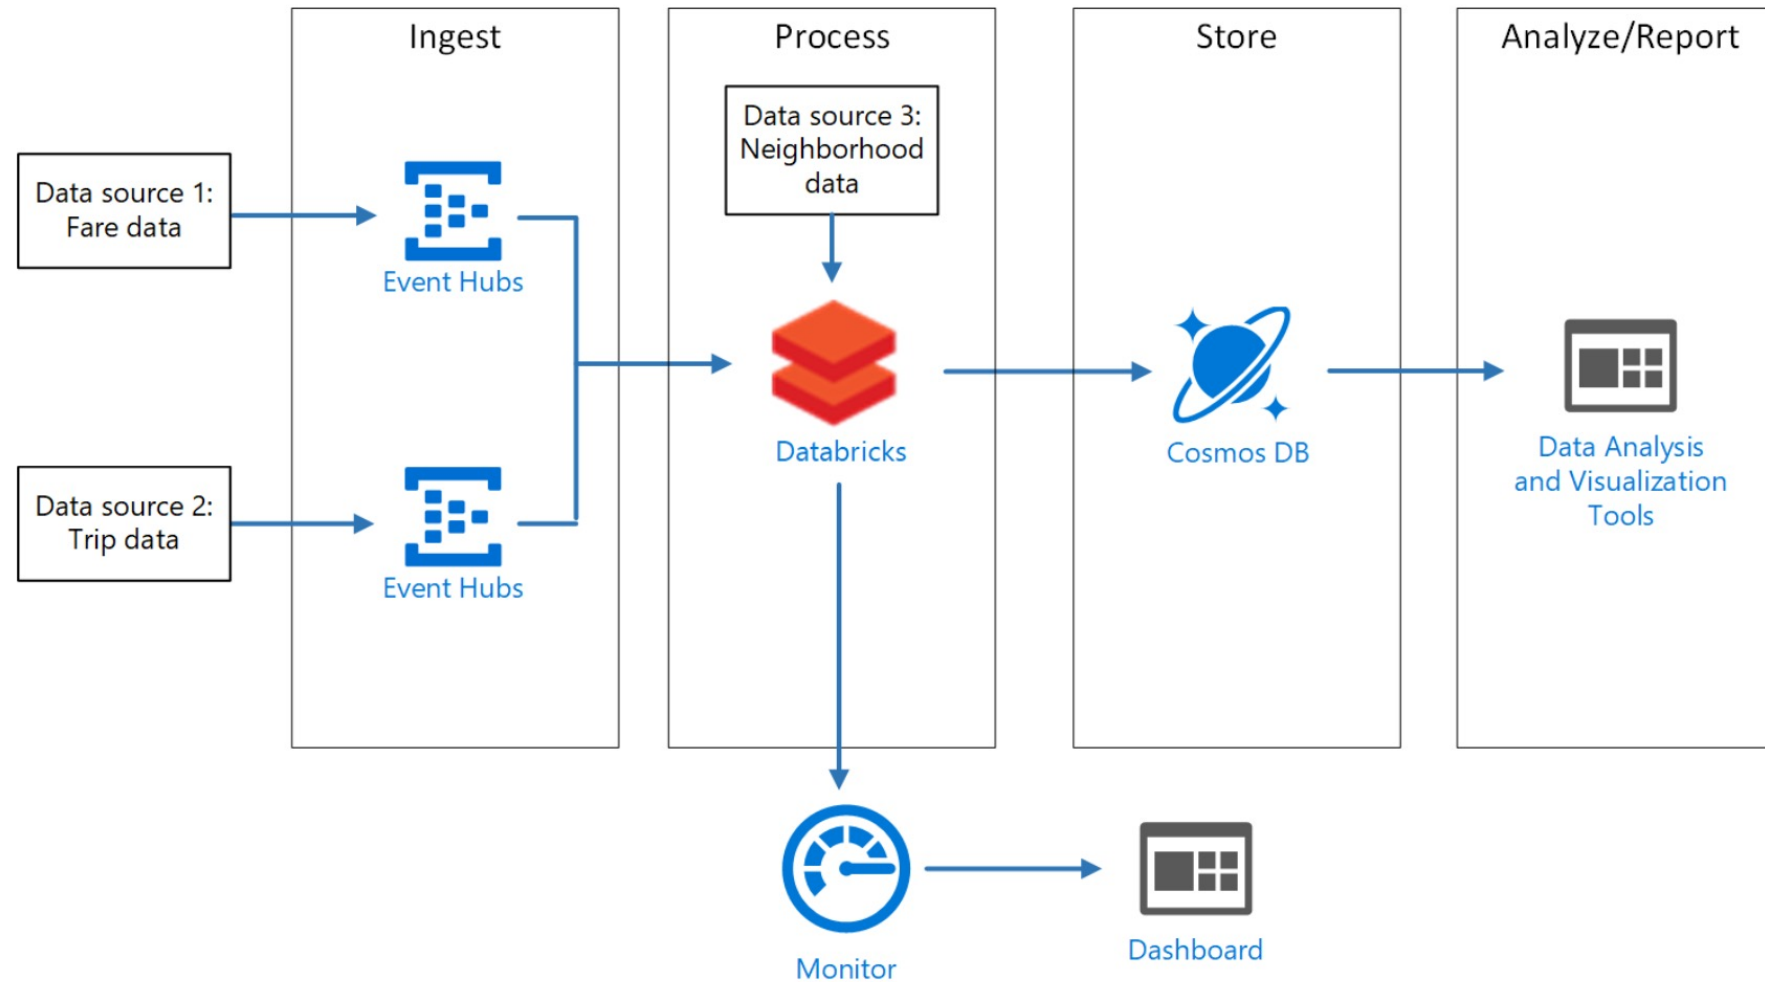 Ingest
Process
Store
Analyze/Report
Data source 1:
Fare data
Event Hubs
Data source 2:
Trip data
Event Hubs
Data source 3:
Neighborhood
data
Databricks
Cosmos DB
Data Analysis
and Visualization
Tools
Monitor
Dashboard